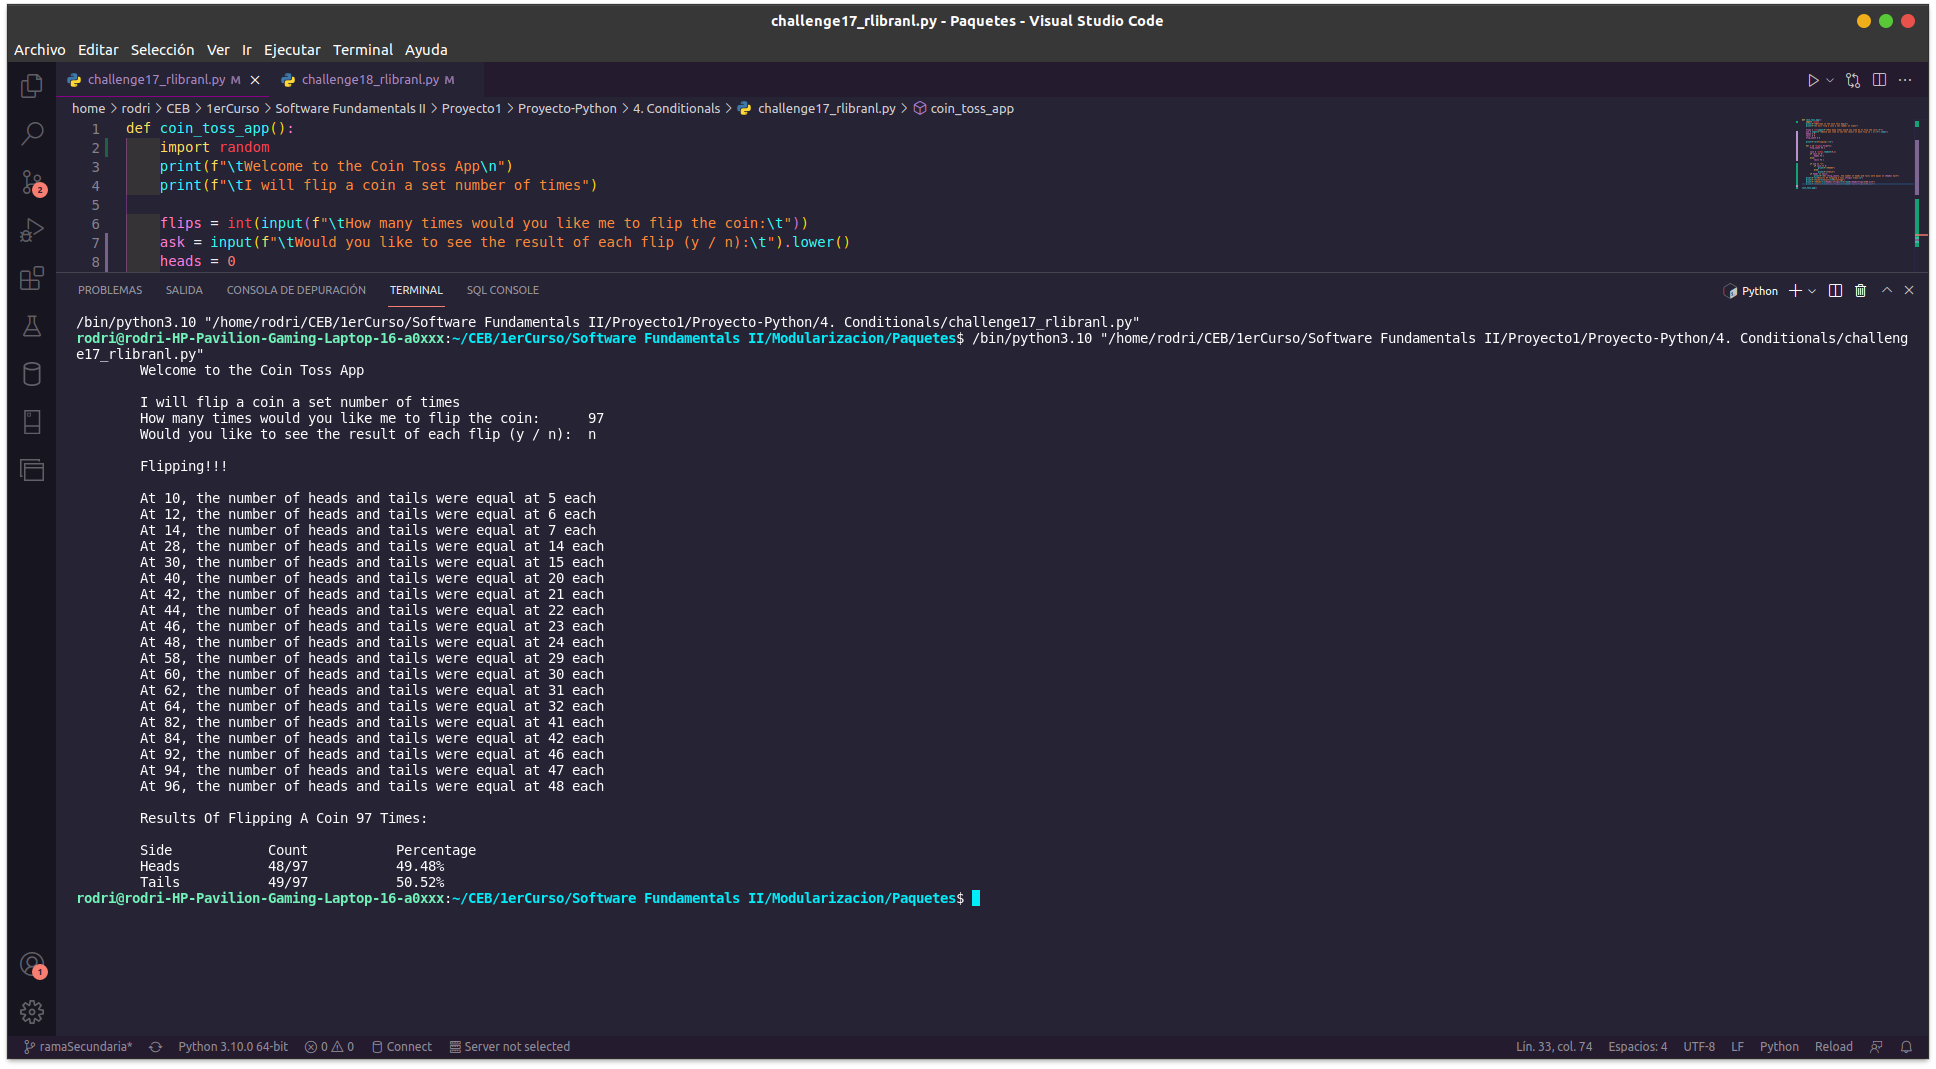 challenge17_rlibranl.py - Paquetes - Visual Studio Code
Archivo Editar Selección Ver Ir Ejecutar Terminal Ayuda
challenge17_rlibranl.py M challenge18_rlibranl.py M
home > rodri > CEB > 1erCurso > Software Fundamentals II > Proyecto1 > Proyecto-Python > 4. Conditionals > challenge17_rlibranl.py > coin_toss_app
1 def coin_toss_app():
2 import random
3 print(f"\tWelcome to the Coin Toss App\n")
4 print(f"\tI will flip a coin a set number of times")
5
6 flips = int(input(f"\tHow many times would you like me to flip the coin:\t"))
7 ask = input(f"\tWould you like to see the result of each flip (y / n):\t").lower()
8 heads = 0
PROBLEMAS SALIDA CONSOLA DE DEPURACIÓN TERMINAL SQL CONSOLE Python
/bin/python3.10 "/home/rodri/CEB/1erCurso/Software Fundamentals II/Proyecto1/Proyecto-Python/4. Conditionals/challenge17_rlibranl.py"
rodri@rodri-HP-Pavilion-Gaming-Laptop-16-a0xxx:~/CEB/1erCurso/Software Fundamentals II/Modularizacion/Paquetes$ /bin/python3.10 "/home/rodri/CEB/1erCurso/Software Fundamentals II/Proyecto1/Proyecto-Python/4. Conditionals/challeng
e17_rlibranl.py"
Welcome to the Coin Toss App
I will flip a coin a set number of times
How many times would you like me to flip the coin: 97
Would you like to see the result of each flip (y / n): n
Flipping!!!
At 10, the number of heads and tails were equal at 5 each
At 12, the number of heads and tails were equal at 6 each
At 14, the number of heads and tails were equal at 7 each
At 28, the number of heads and tails were equal at 14 each
At 30, the number of heads and tails were equal at 15 each
At 40, the number of heads and tails were equal at 20 each
At 42, the number of heads and tails were equal at 21 each
At 44, the number of heads and tails were equal at 22 each
At 46, the number of heads and tails were equal at 23 each
At 48, the number of heads and tails were equal at 24 each
At 58, the number of heads and tails were equal at 29 each
At 60, the number of heads and tails were equal at 30 each
At 62, the number of heads and tails were equal at 31 each
At 64, the number of heads and tails were equal at 32 each
At 82, the number of heads and tails were equal at 41 each
At 84, the number of heads and tails were equal at 42 each
At 92, the number of heads and tails were equal at 46 each
At 94, the number of heads and tails were equal at 47 each
At 96, the number of heads and tails were equal at 48 each
Results Of Flipping A Coin 97 Times:
Side Count Percentage
Heads 48/97 49.48%
Tails 49/97 50.52%
rodri@rodri-HP-Pavilion-Gaming-Laptop-16-a0xxx:~/CEB/1erCurso/Software Fundamentals II/Modularizacion/Paquetes$
2
1
ramaSecundaria* Python 3.10.0 64-bit 0 0 Connect Server not selected Lín. 33, col. 74 Espacios: 4 UTF-8 LF Python Reload